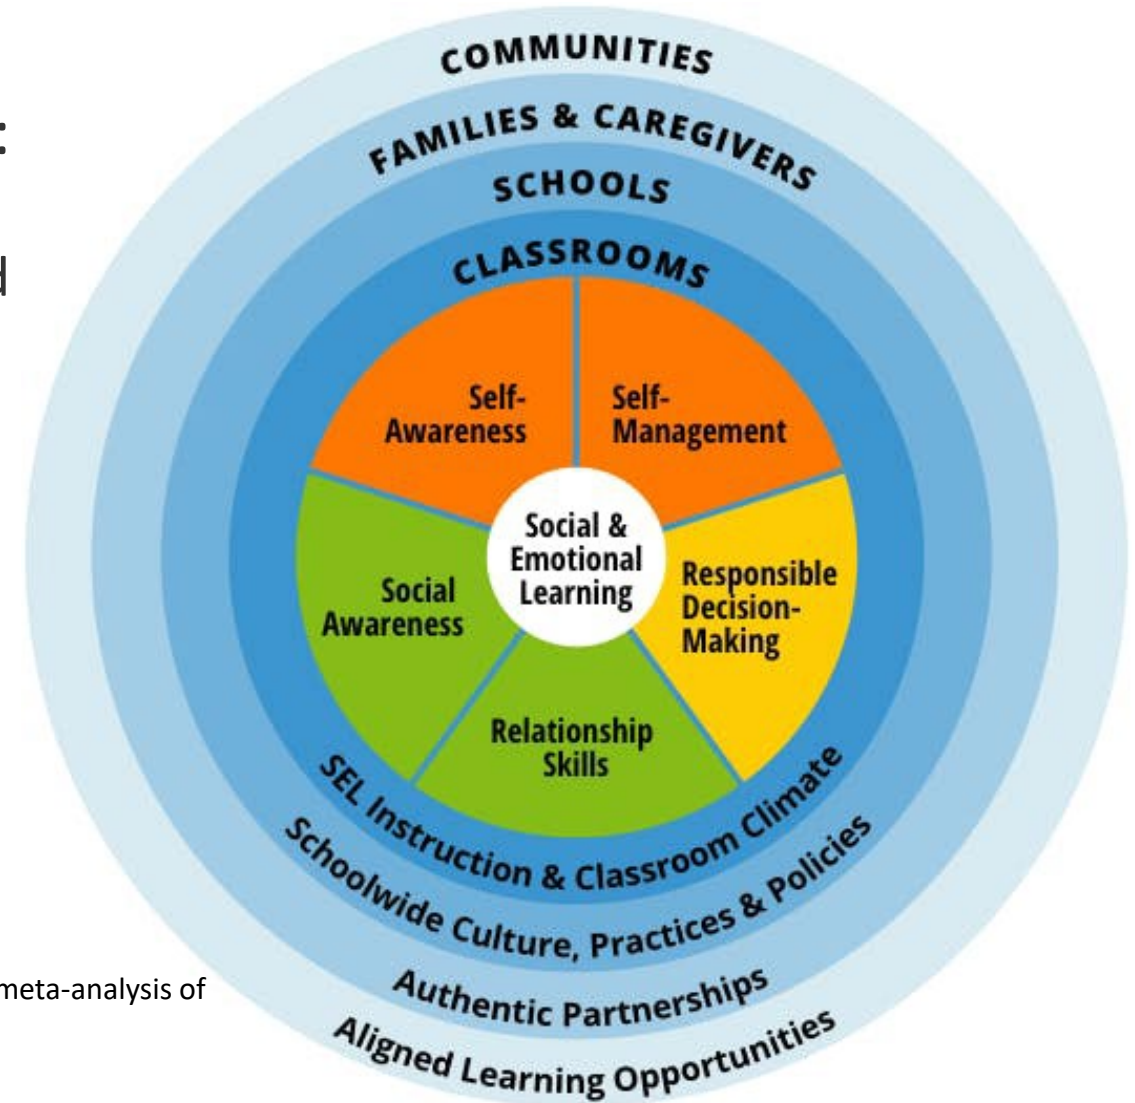 COMMUNITIES
:
FAMILIES & CAREGIVERS
SCHOOLS
CLASSROOMS
Self-
Awareness
Self-
Management
Social &
Emotional
Learning
Social
Awareness
Responsible
Decision-
Making
Relationship
Skills
SEL Instruction & Classroom Climate
Schoolwide Culture, Practices & Policies
meta-analysis of
Authentic Partnerships
Aligned Learning Opportunities